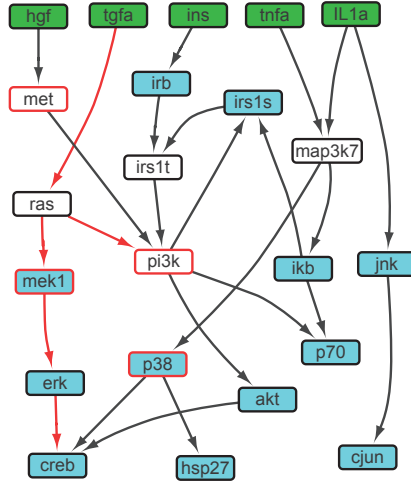 hgf tgfa ins tnfa IL1a
irb
met irs1s
irs1t map3k7
ras
pi3k ikb jnk
mek1
p38 p70
erk akt
creb hsp27 cjun